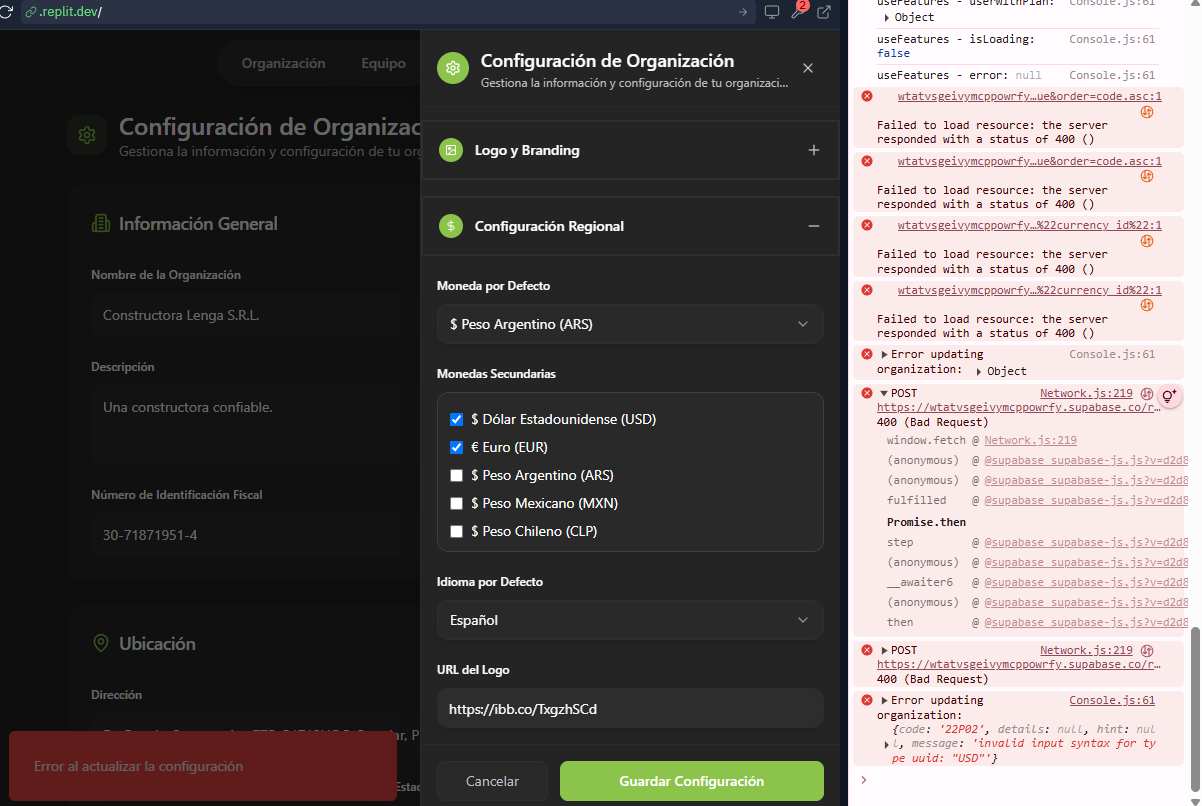 .replit.dev/
2
Organización
Equipo
Configuración de Organizac
Gestiona la información y configuración de tu org
Información General
Nombre de la Organización
Constructora Lenga S.R.L.
Descripción
Una constructora confiable.
Número de Identificación Fiscal
30-71871951-4
Ubicación
Dirección
Error al actualizar la configuración
Configuración de Organización
Gestiona la información y configuración de tu organizaci...
Logo y Branding
Configuración Regional
Moneda por Defecto
$ Peso Argentino (ARS)
Monedas Secundarias
$ Dólar Estadounidense (USD)
€ Euro (EUR)
$ Peso Argentino (ARS)
$ Peso Mexicano (MXN)
$ Peso Chileno (CLP)
Idioma por Defecto
Español
URL del Logo
https://ibb.co/TxgzhSCd
Cancelar
Guardar Configuración
useFeatures - userWithPlan: Console.js:61
Object
useFeatures - isLoading: Console.js:61
false
useFeatures - error: null Console.js:61
wtatvsgeivymcppowrfy…ue&order=code.asc:1
Failed to load resource: the server
responded with a status of 400 ()
wtatvsgeivymcppowrfy…ue&order=code.asc:1
Failed to load resource: the server
responded with a status of 400 ()
wtatvsgeivymcppowrfy…%22currency_id%22:1
Failed to load resource: the server
responded with a status of 400 ()
wtatvsgeivymcppowrfy…%22currency_id%22:1
Failed to load resource: the server
responded with a status of 400 ()
Error updating Console.js:61
organization: Object
POST Network.js:219
https://wtatvsgeivymcppowrfy.supabase.co/r…
400 (Bad Request)
window.fetch @ Network.js:219
(anonymous) @ @supabase_supabase-js.js?v=d2d8
(anonymous) @ @supabase_supabase-js.js?v=d2d8
fulfilled @ @supabase_supabase-js.js?v=d2d8
Promise.then
step @ @supabase_supabase-js.js?v=d2d8
(anonymous) @ @supabase_supabase-js.js?v=d2d8
__awaiter6 @ @supabase_supabase-js.js?v=d2d8
(anonymous) @ @supabase_supabase-js.js?v=d2d8
then @ @supabase_supabase-js.js?v=d2d8
POST Network.js:219
https://wtatvsgeivymcppowrfy.supabase.co/r…
400 (Bad Request)
Error updating Console.js:61
organization:
{code: '22P02', details: null, hint: nul
l, message: 'invalid input syntax for ty
pe uuid: "USD"'}